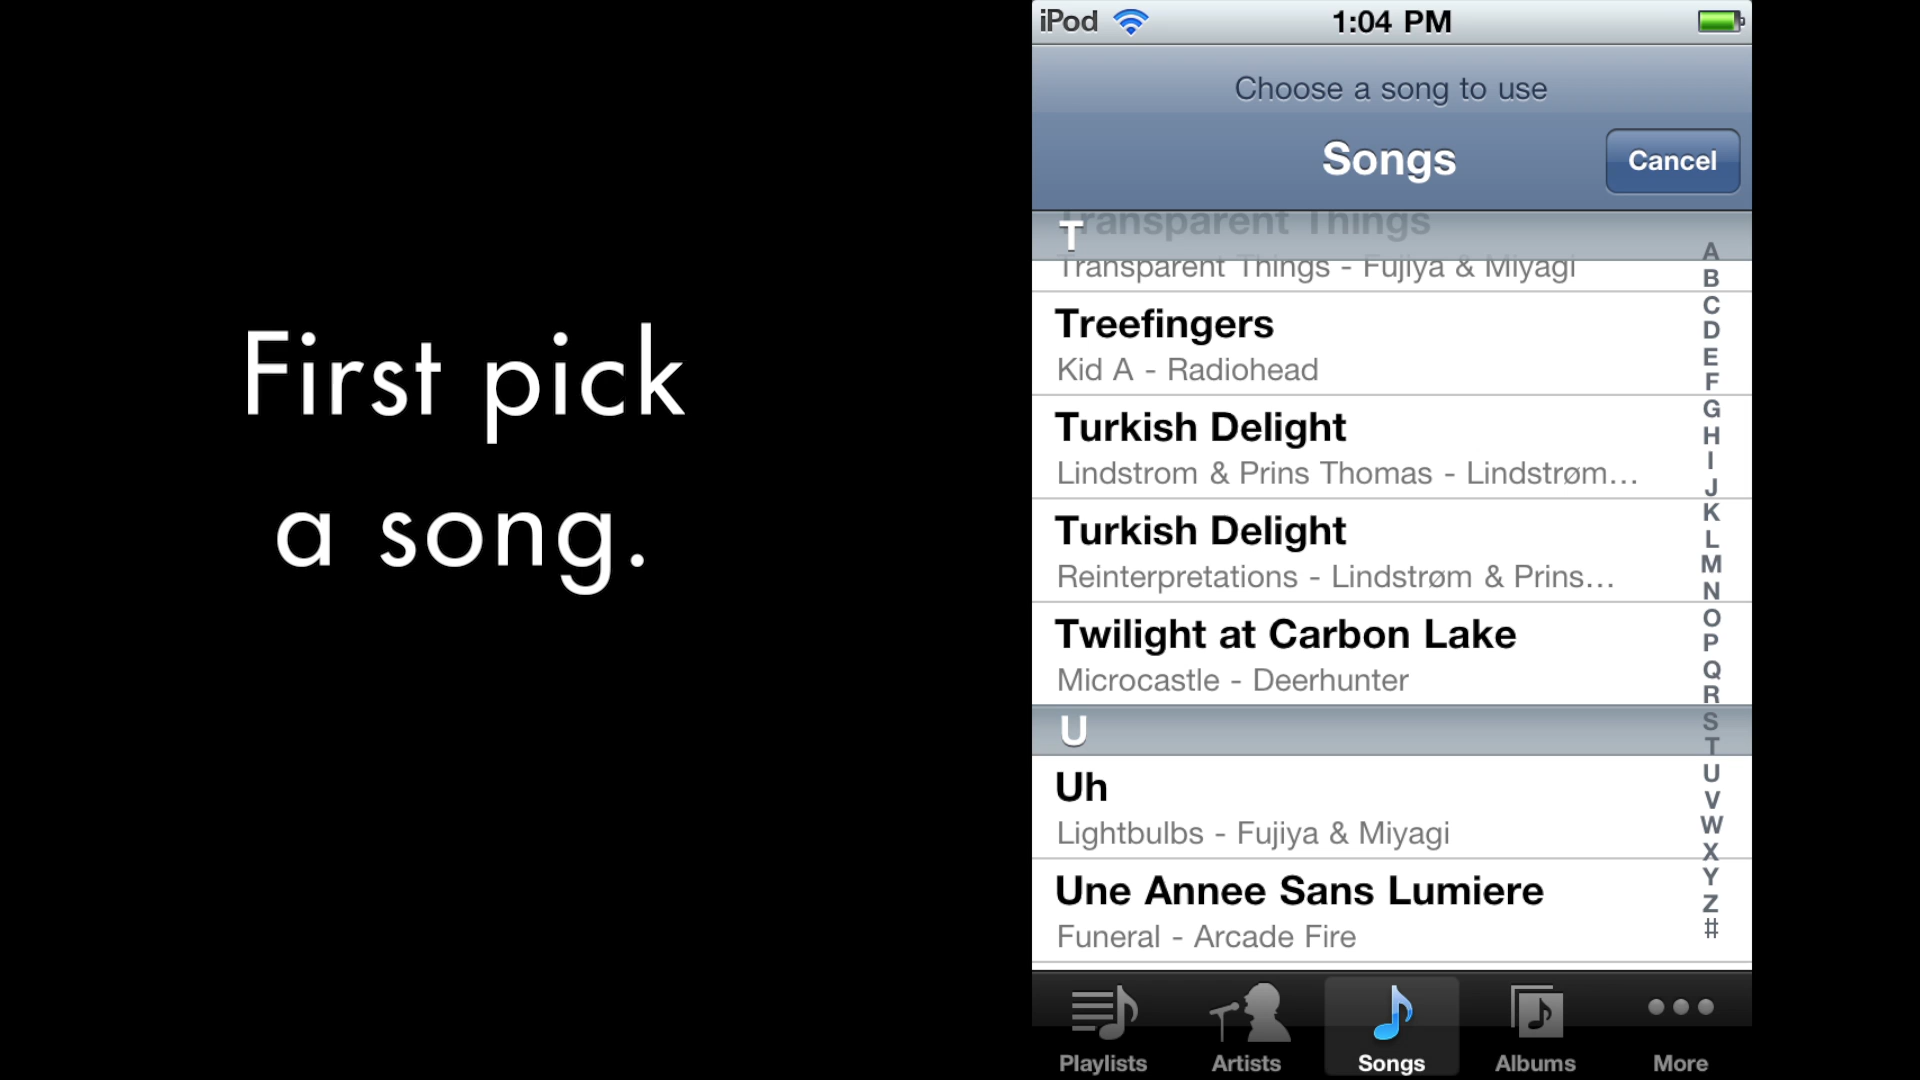 First pick
a song.
iPod
1:04 PM
Choose a song to use
Songs
Cancel
T
Transparent Things
Transparent Things - Fujiya & Miyagi
Treefingers
Kid A - Radiohead
Turkish Delight
Lindstrom & Prins Thomas - Lindstrøm...
Turkish Delight
Reinterpretations - Lindstrøm & Prins...
Twilight at Carbon Lake
Microcastle - Deerhunter
U
Uh
Lightbulbs - Fujiya & Miyagi
Une Annee Sans Lumiere
Funeral - Arcade Fire
A
B
C
D
E
F
G
H
I
J
K
L
M
N
O
P
Q
R
S
T
U
V
W
X
Y
Z
#
Playlists
Artists
Songs
Albums
More